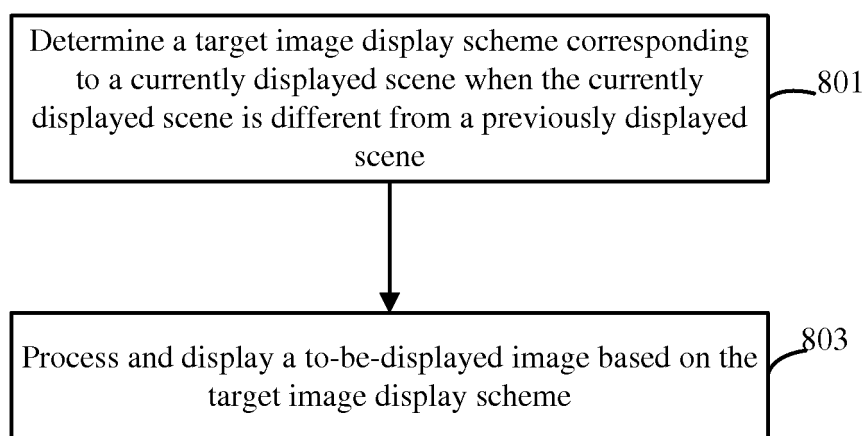 Determine a target image display scheme corresponding
to a currently displayed scene when the currently
displayed scene is different from a previously displayed
scene
801
Process and display a to-be-displayed image based on the
target image display scheme
803